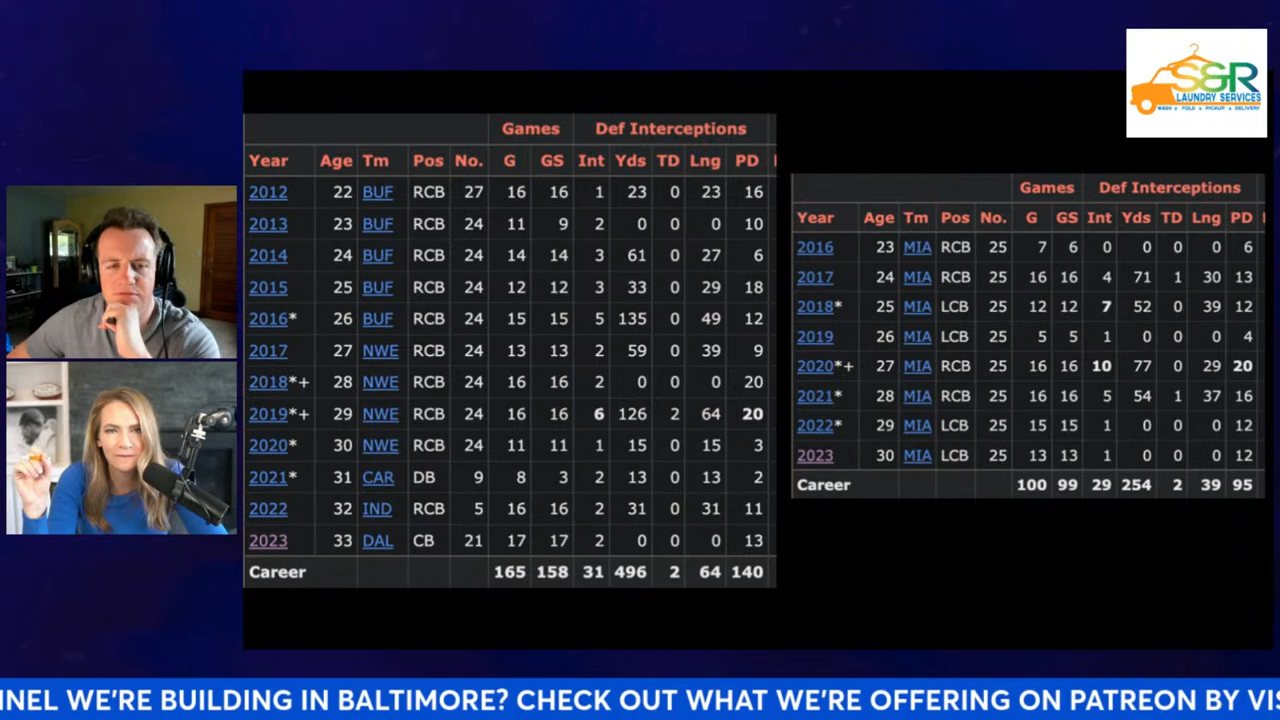 S&R
LAUNDRY SERVICES
WASH • FOLD • PICKUP • DELIVERY
Games Def Interceptions
Year Age Tm Pos No. G GS Int Yds TD Lng PD
2012 22 BUF RCB 27 16 16 1 23 0 23 16
2013 23 BUF RCB 24 11 9 2 0 0 0 10
2014 24 BUF RCB 24 14 14 3 61 0 27 6
2015 25 BUF RCB 24 12 12 3 33 0 29 18
2016* 26 BUF RCB 24 15 15 5 135 0 49 12
2017 27 NWE RCB 24 13 13 2 59 0 39 9
2018*+ 28 NWE RCB 24 16 16 2 0 0 0 20
2019*+ 29 NWE RCB 24 16 16 6 126 2 64 20
2020* 30 NWE RCB 24 11 11 1 15 0 15 3
2021* 31 CAR DB 9 8 3 2 13 0 13 2
2022 32 IND RCB 5 16 16 2 31 0 31 11
2023 33 DAL CB 21 17 17 2 0 0 0 13
Career 165 158 31 496 2 64 140
Games Def Interceptions
Year Age Tm Pos No. G GS Int Yds TD Lng PD
2016 23 MIA RCB 25 7 6 0 0 0 0 6
2017 24 MIA RCB 25 16 16 4 71 1 30 13
2018* 25 MIA LCB 25 12 12 7 52 0 39 12
2019 26 MIA LCB 25 5 5 1 0 0 0 4
2020*+ 27 MIA RCB 25 16 16 10 77 0 29 20
2021* 28 MIA RCB 25 16 16 5 54 1 37 16
2022* 29 MIA LCB 25 15 15 1 0 0 0 12
2023 30 MIA LCB 25 13 13 1 0 0 0 12
Career 100 99 29 254 2 39 95
NNEL WE'RE BUILDING IN BALTIMORE? CHECK OUT WHAT WE'RE OFFERING ON PATREON BY VIS